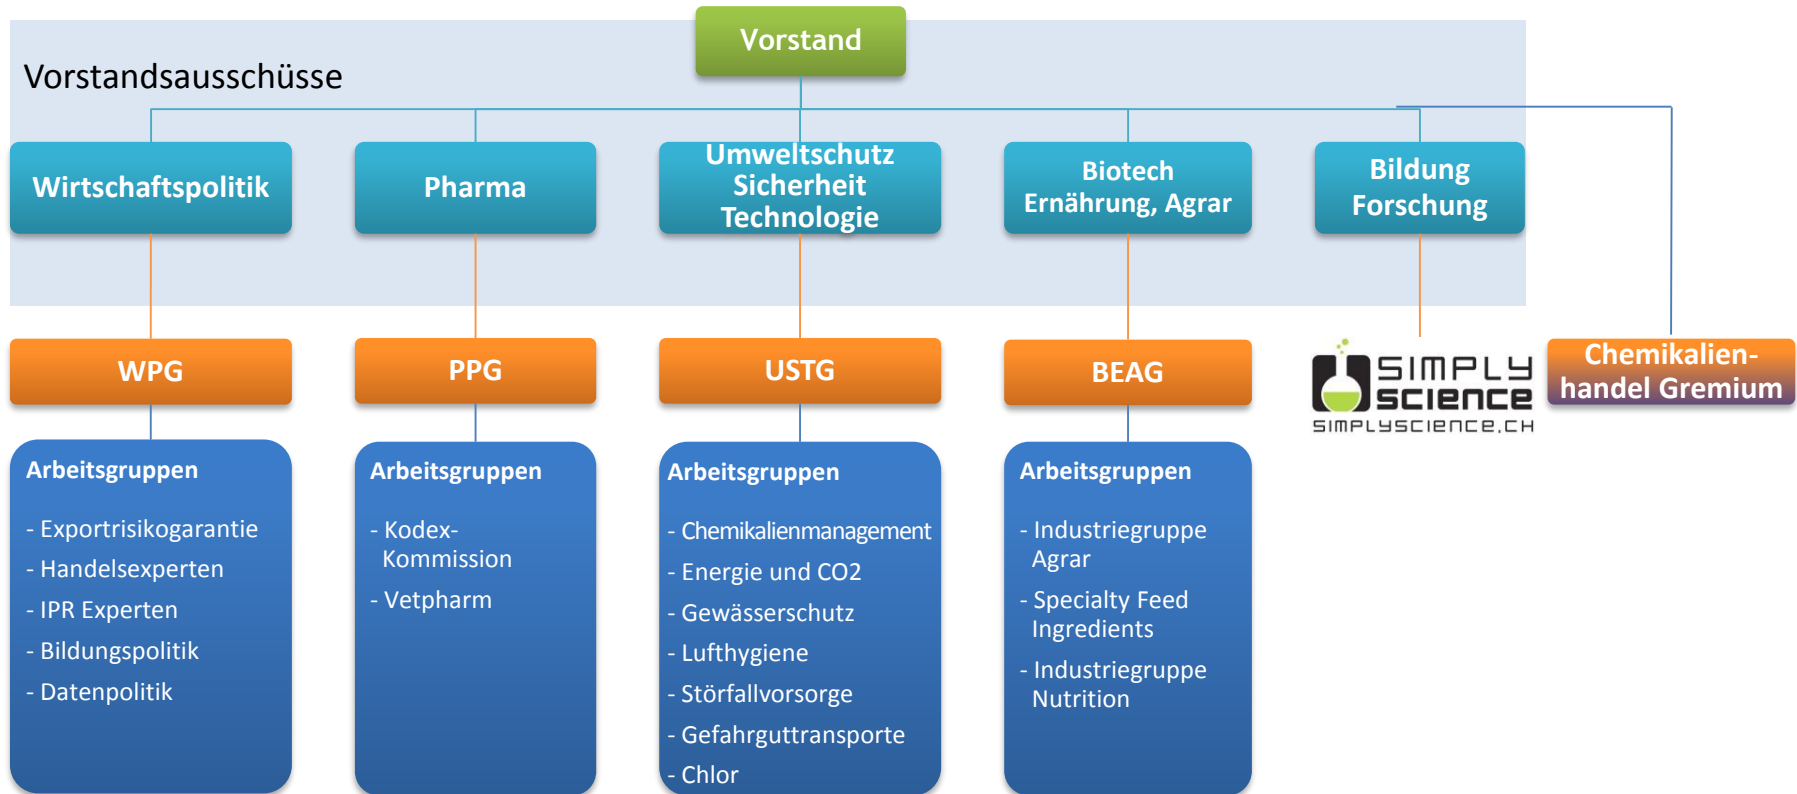 Vorstand
Vorstandsausschüsse
Wirtschaftspolitik
Pharma
Umweltschutz
Sicherheit
Technologie
Biotech
Ernährung, Agrar
Bildung
Forschung
WPG
PPG
USTG
BEAG
SIMPLY
SCIENCE
SIMPLYSCIENCE.CH
Chemikalien-
handel Gremium
Arbeitsgruppen
- Exportrisikogarantie
- Handelsexperten
- IPR Experten
- Bildungspolitik
- Datenpolitik
Arbeitsgruppen
- Kodex-
Kommission
- Vetpharm
Arbeitsgruppen
- Chemikalienmanagement
- Energie und CO2
- Gewässerschutz
- Lufthygiene
- Störfallvorsorge
- Gefahrguttransporte
- Chlor
Arbeitsgruppen
- Industriegruppe
Agrar
- Specialty Feed
Ingredients
- Industriegruppe
Nutrition